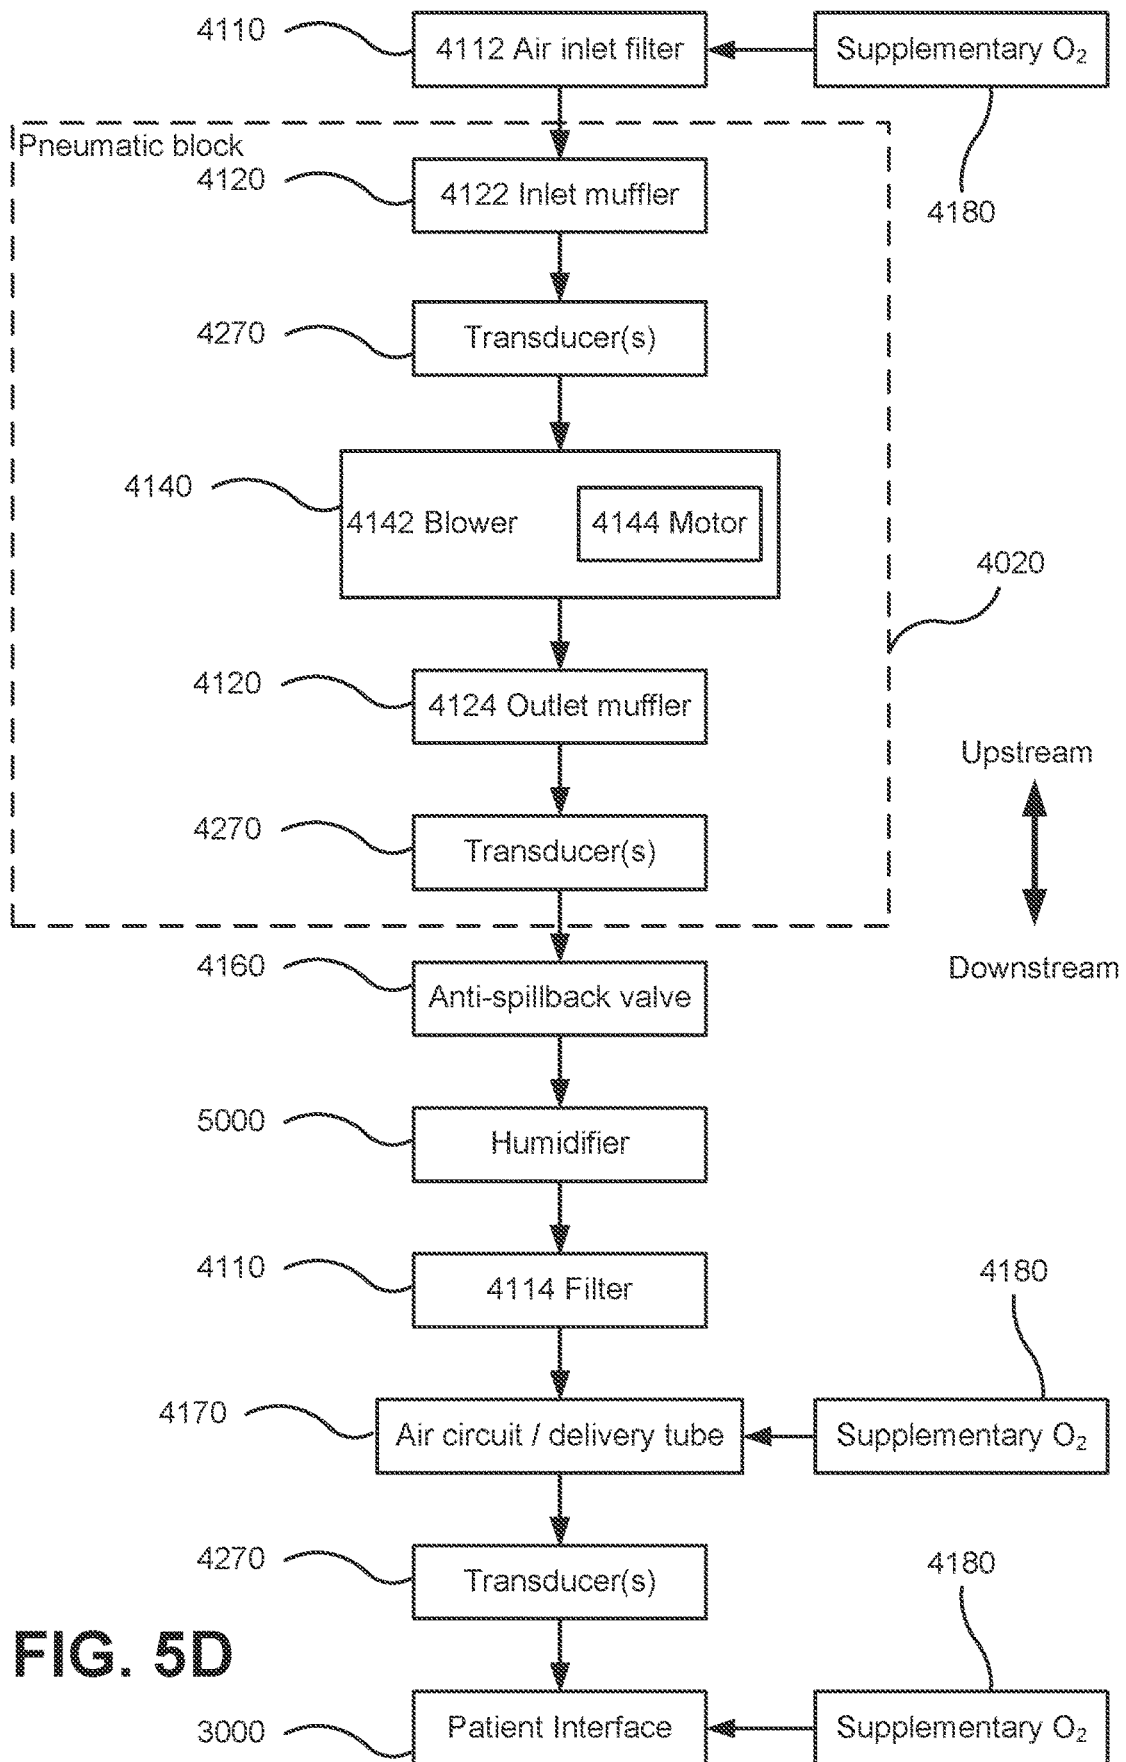 4110
4112 Air inlet filter
Supplementary O₂
Pneumatic block
4120
4122 Inlet muffler
4180
4270
Transducer(s)
4140
4142 Blower
4144 Motor
4020
4120
4124 Outlet muffler
Upstream
4270
Transducer(s)
4160
Anti-spillback valve
Downstream
5000
Humidifier
4110
4114 Filter
4180
4170
Air circuit / delivery tube
Supplementary O₂
4270
Transducer(s)
4180
FIG. 5D
3000
Patient Interface
Supplementary O₂